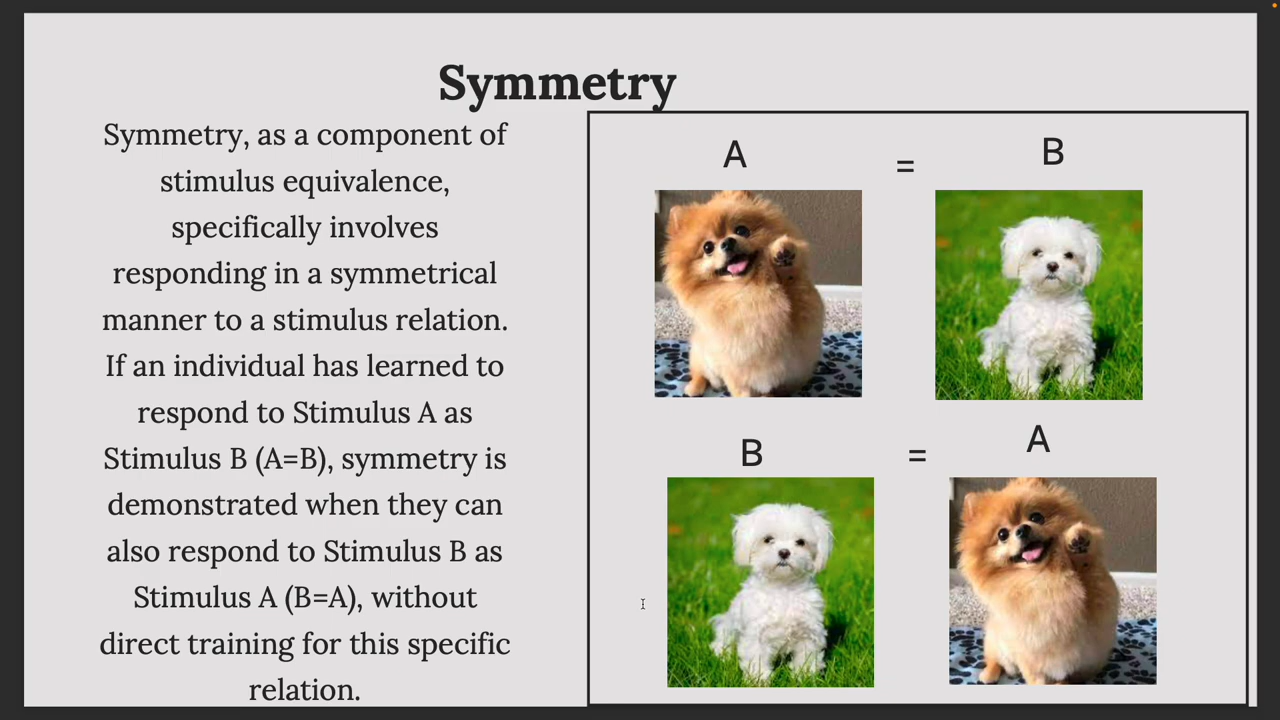 Symmetry
Symmetry, as a component of
stimulus equivalence,
specifically involves
responding in a symmetrical
manner to a stimulus relation.
If an individual has learned to
respond to Stimulus A as
Stimulus B (A=B), symmetry is
demonstrated when they can
also respond to Stimulus B as
Stimulus A (B=A), without
direct training for this specific
relation.
A = B
B = A